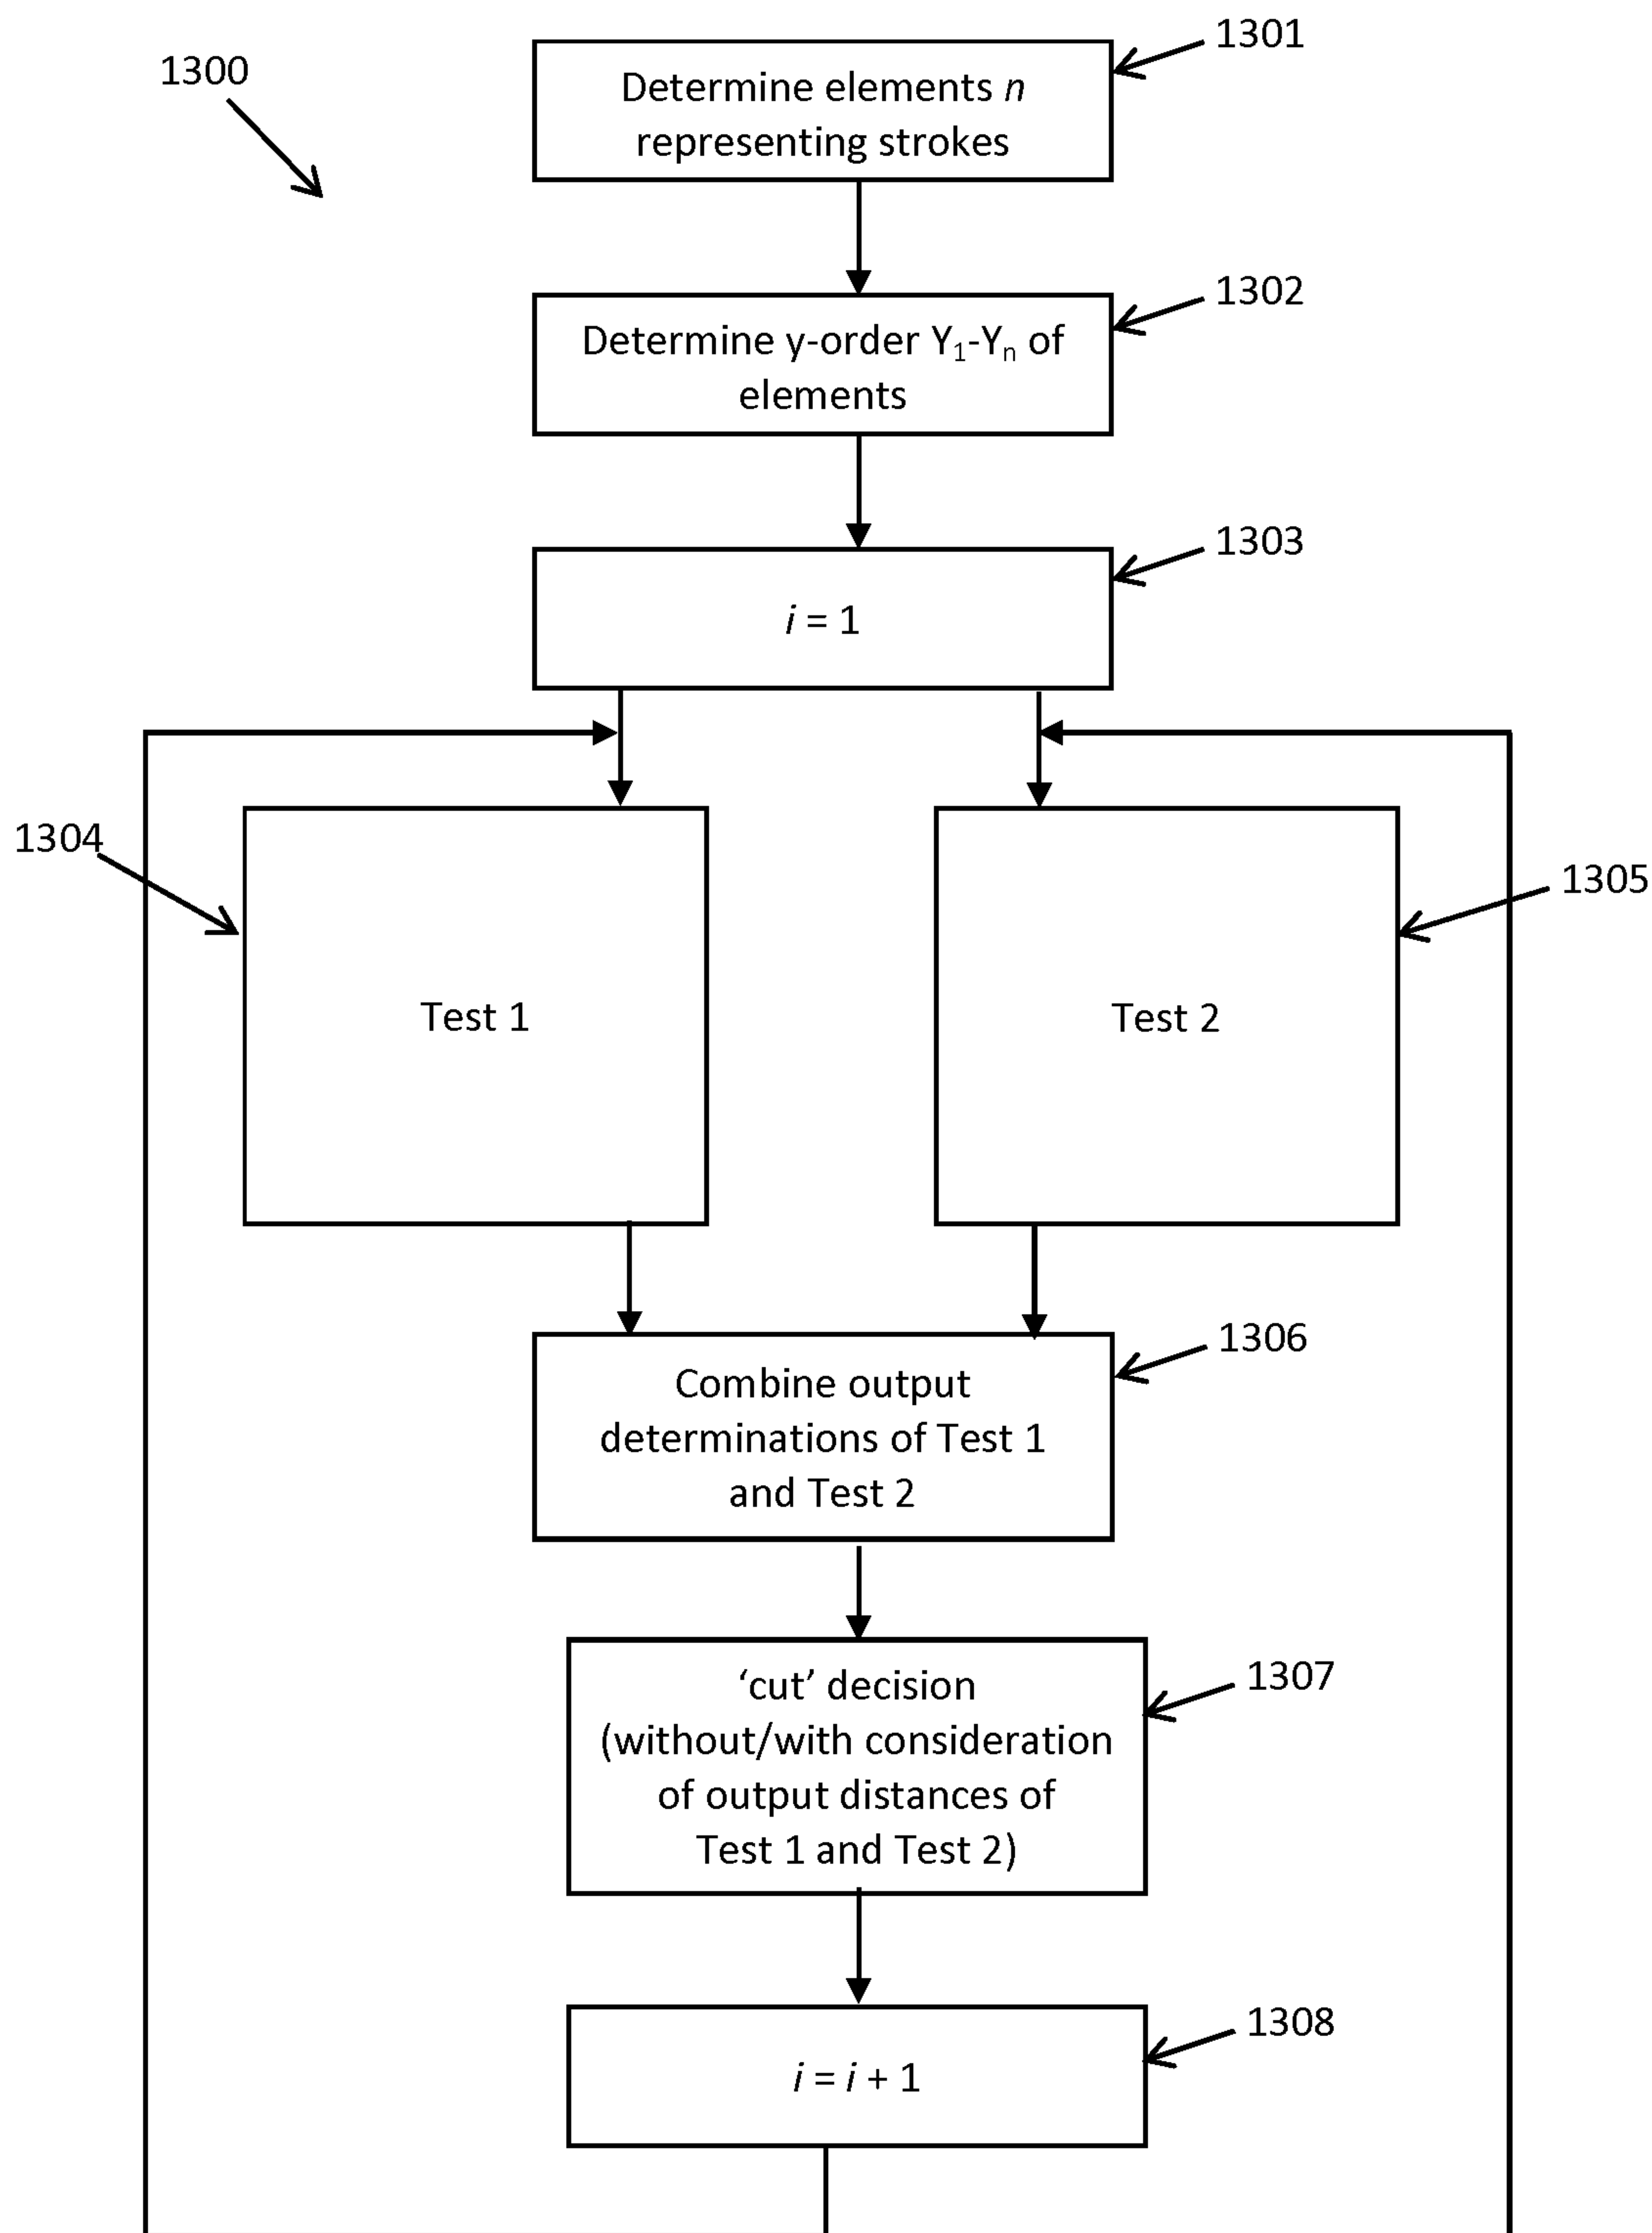 1301
1300
Determine elements n
representing strokes
1302
Determine y-order Y₁-Yₙ of
elements
1303
i = 1
1304
1305
Test 1
Test 2
1306
Combine output
determinations of Test 1
and Test 2
1307
‘cut’ decision
(without/with consideration
of output distances of
Test 1 and Test 2)
1308
i = i + 1